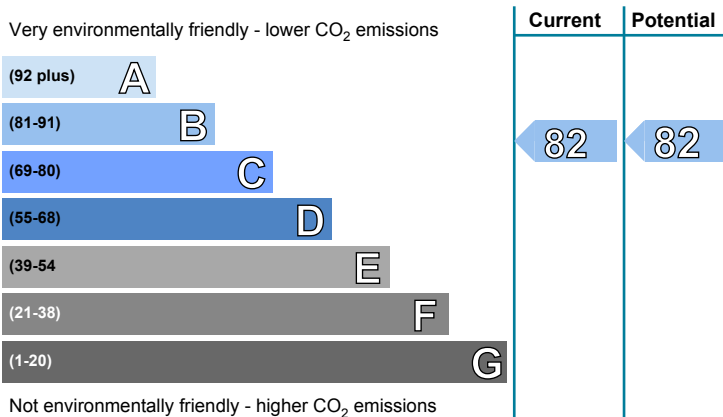 Very environmentally friendly - lower CO₂ emissions
Current
Potential
(92 plus) A
(81-91) B
82
82
(69-80) C
(55-68) D
(39-54 E
(21-38) F
(1-20) G
Not environmentally friendly - higher CO₂ emissions